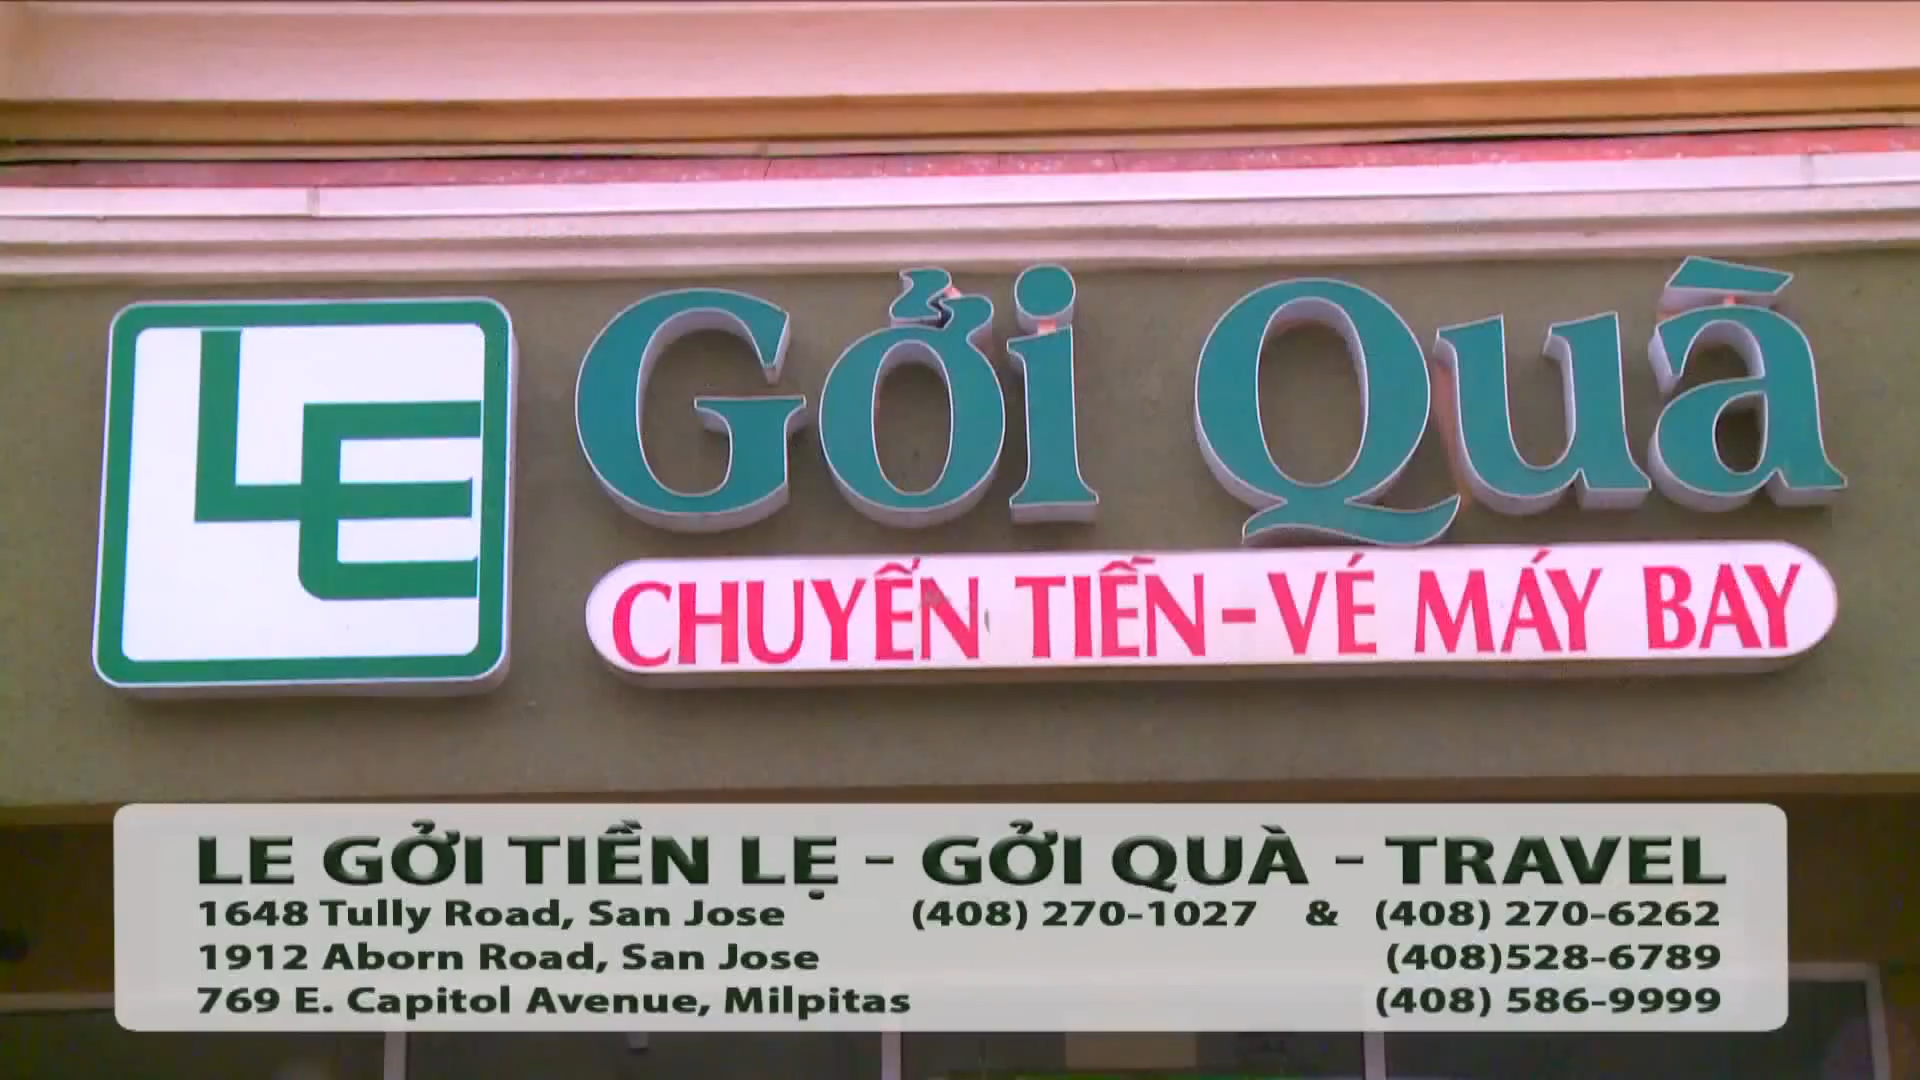 LE
Gởi Quà
CHUYỂN TIỀN-VÉ MÁY BAY
LE GỞI TIỀN LẸ - GỞI QUÀ - TRAVEL
1648 Tully Road, San Jose (408) 270-1027 & (408) 270-6262
1912 Aborn Road, San Jose (408)528-6789
769 E. Capitol Avenue, Milpitas (408) 586-9999